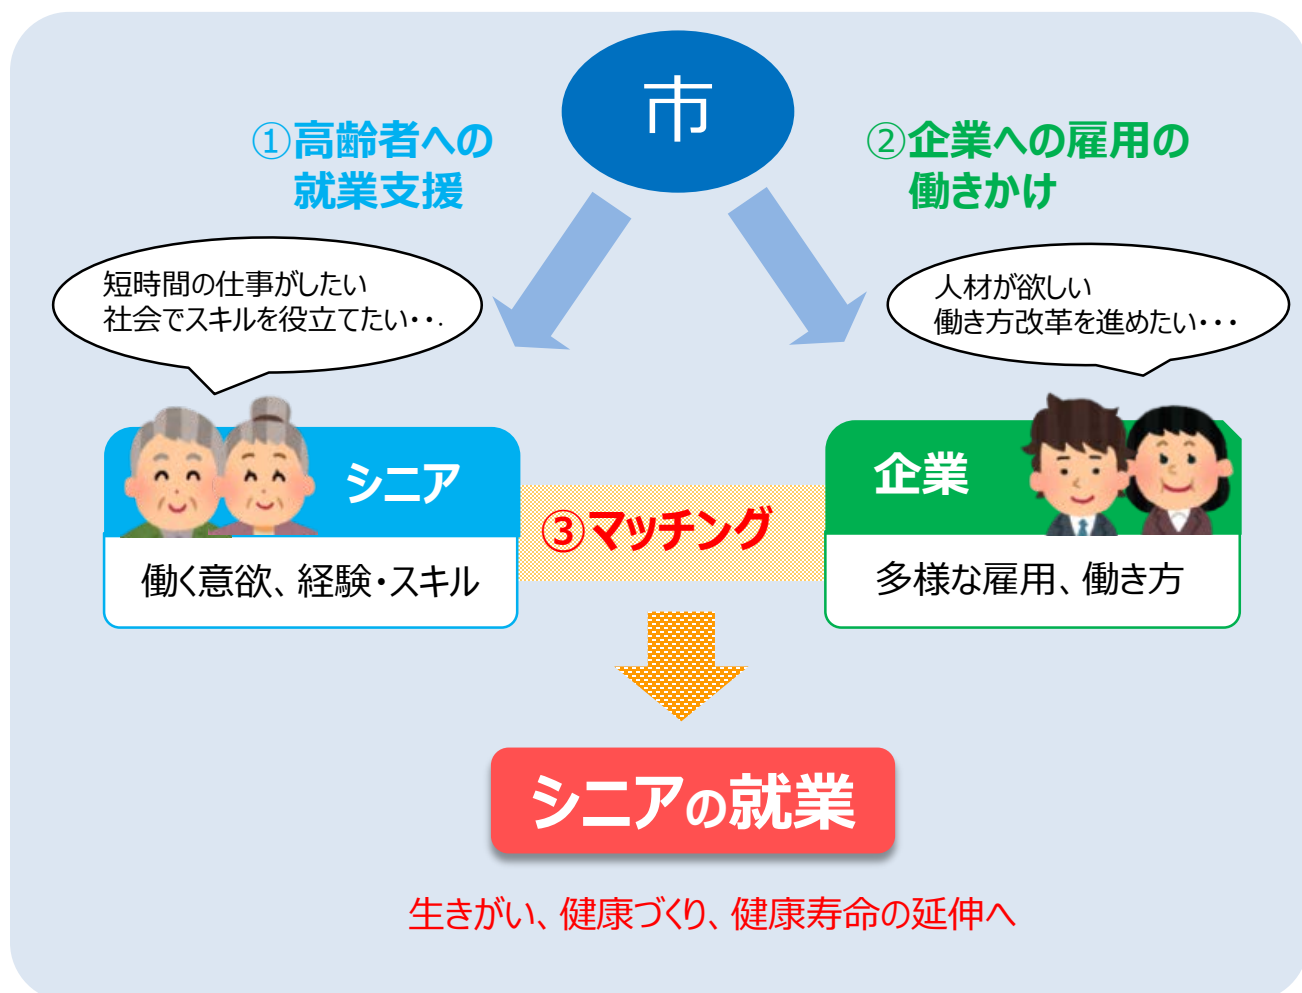 市
①高齢者への
就業支援
②企業への雇用の
働きかけ
短時間の仕事がしたい
社会でスキルを役立てたい・・.
人材が欲しい
働き方改革を進めたい・・・
シニア
働く意欲、経験・スキル
③マッチング
企業
多様な雇用、働き方
シニアの就業
生きがい、健康づくり、健康寿命の延伸へ